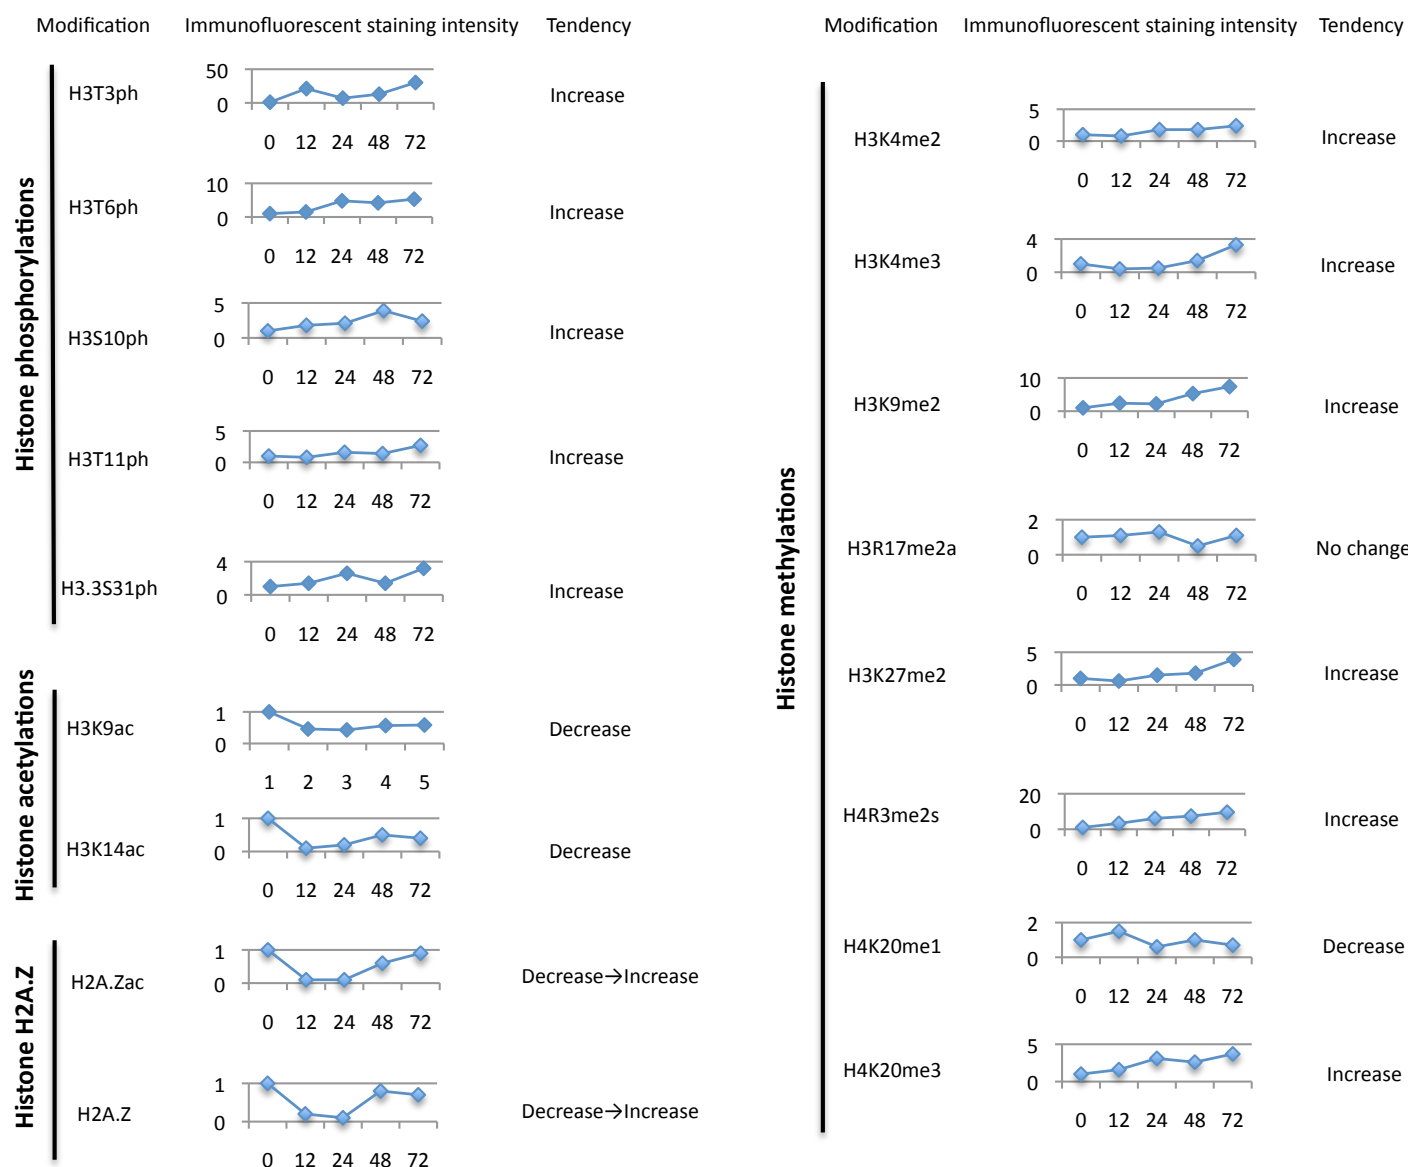 Modification Immunofluorescent staining intensity Tendency
Histone phosphorylations
H3T3ph
50
0
0 12 24 48 72
Increase
H3T6ph
10
0
0 12 24 48 72
Increase
H3S10ph
5
0
0 12 24 48 72
Increase
H3T11ph
5
0
0 12 24 48 72
Increase
H3.3S31ph
4
0
0 12 24 48 72
Increase
Histone acetylations
H3K9ac
1
0
1 2 3 4 5
Decrease
H3K14ac
1
0
0 12 24 48 72
Decrease
Histone H2A.Z
H2A.Zac
1
0
0 12 24 48 72
Decrease→Increase
H2A.Z
1
0
0 12 24 48 72
Decrease→Increase
Modification Immunofluorescent staining intensity Tendency
Histone methylations
H3K4me2
5
0
0 12 24 48 72
Increase
H3K4me3
4
0
0 12 24 48 72
Increase
H3K9me2
10
0
0 12 24 48 72
Increase
H3R17me2a
2
0
0 12 24 48 72
No change
H3K27me2
5
0
0 12 24 48 72
Increase
H4R3me2s
20
0
0 12 24 48 72
Increase
H4K20me1
2
0
0 12 24 48 72
Decrease
H4K20me3
5
0
0 12 24 48 72
Increase